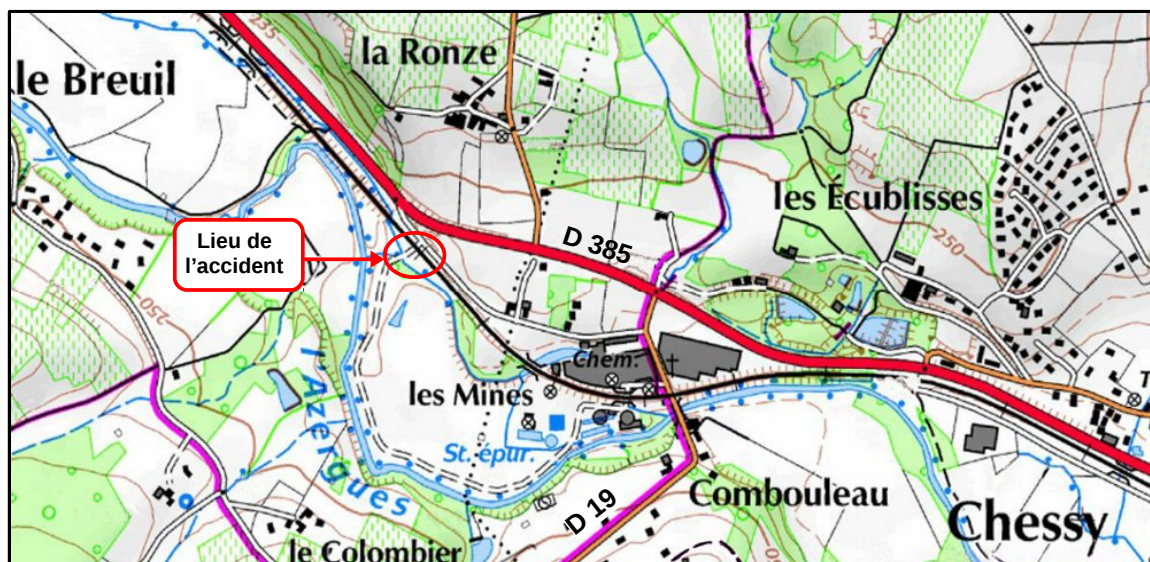 235
la Ronze
le Breuil
les Écublisses
Lieu de
l'accident
D 385
250
250
Chem.
les Mines
l'Azergues
St. épur.
Combouleau
D 19
Chessy
le Colombier